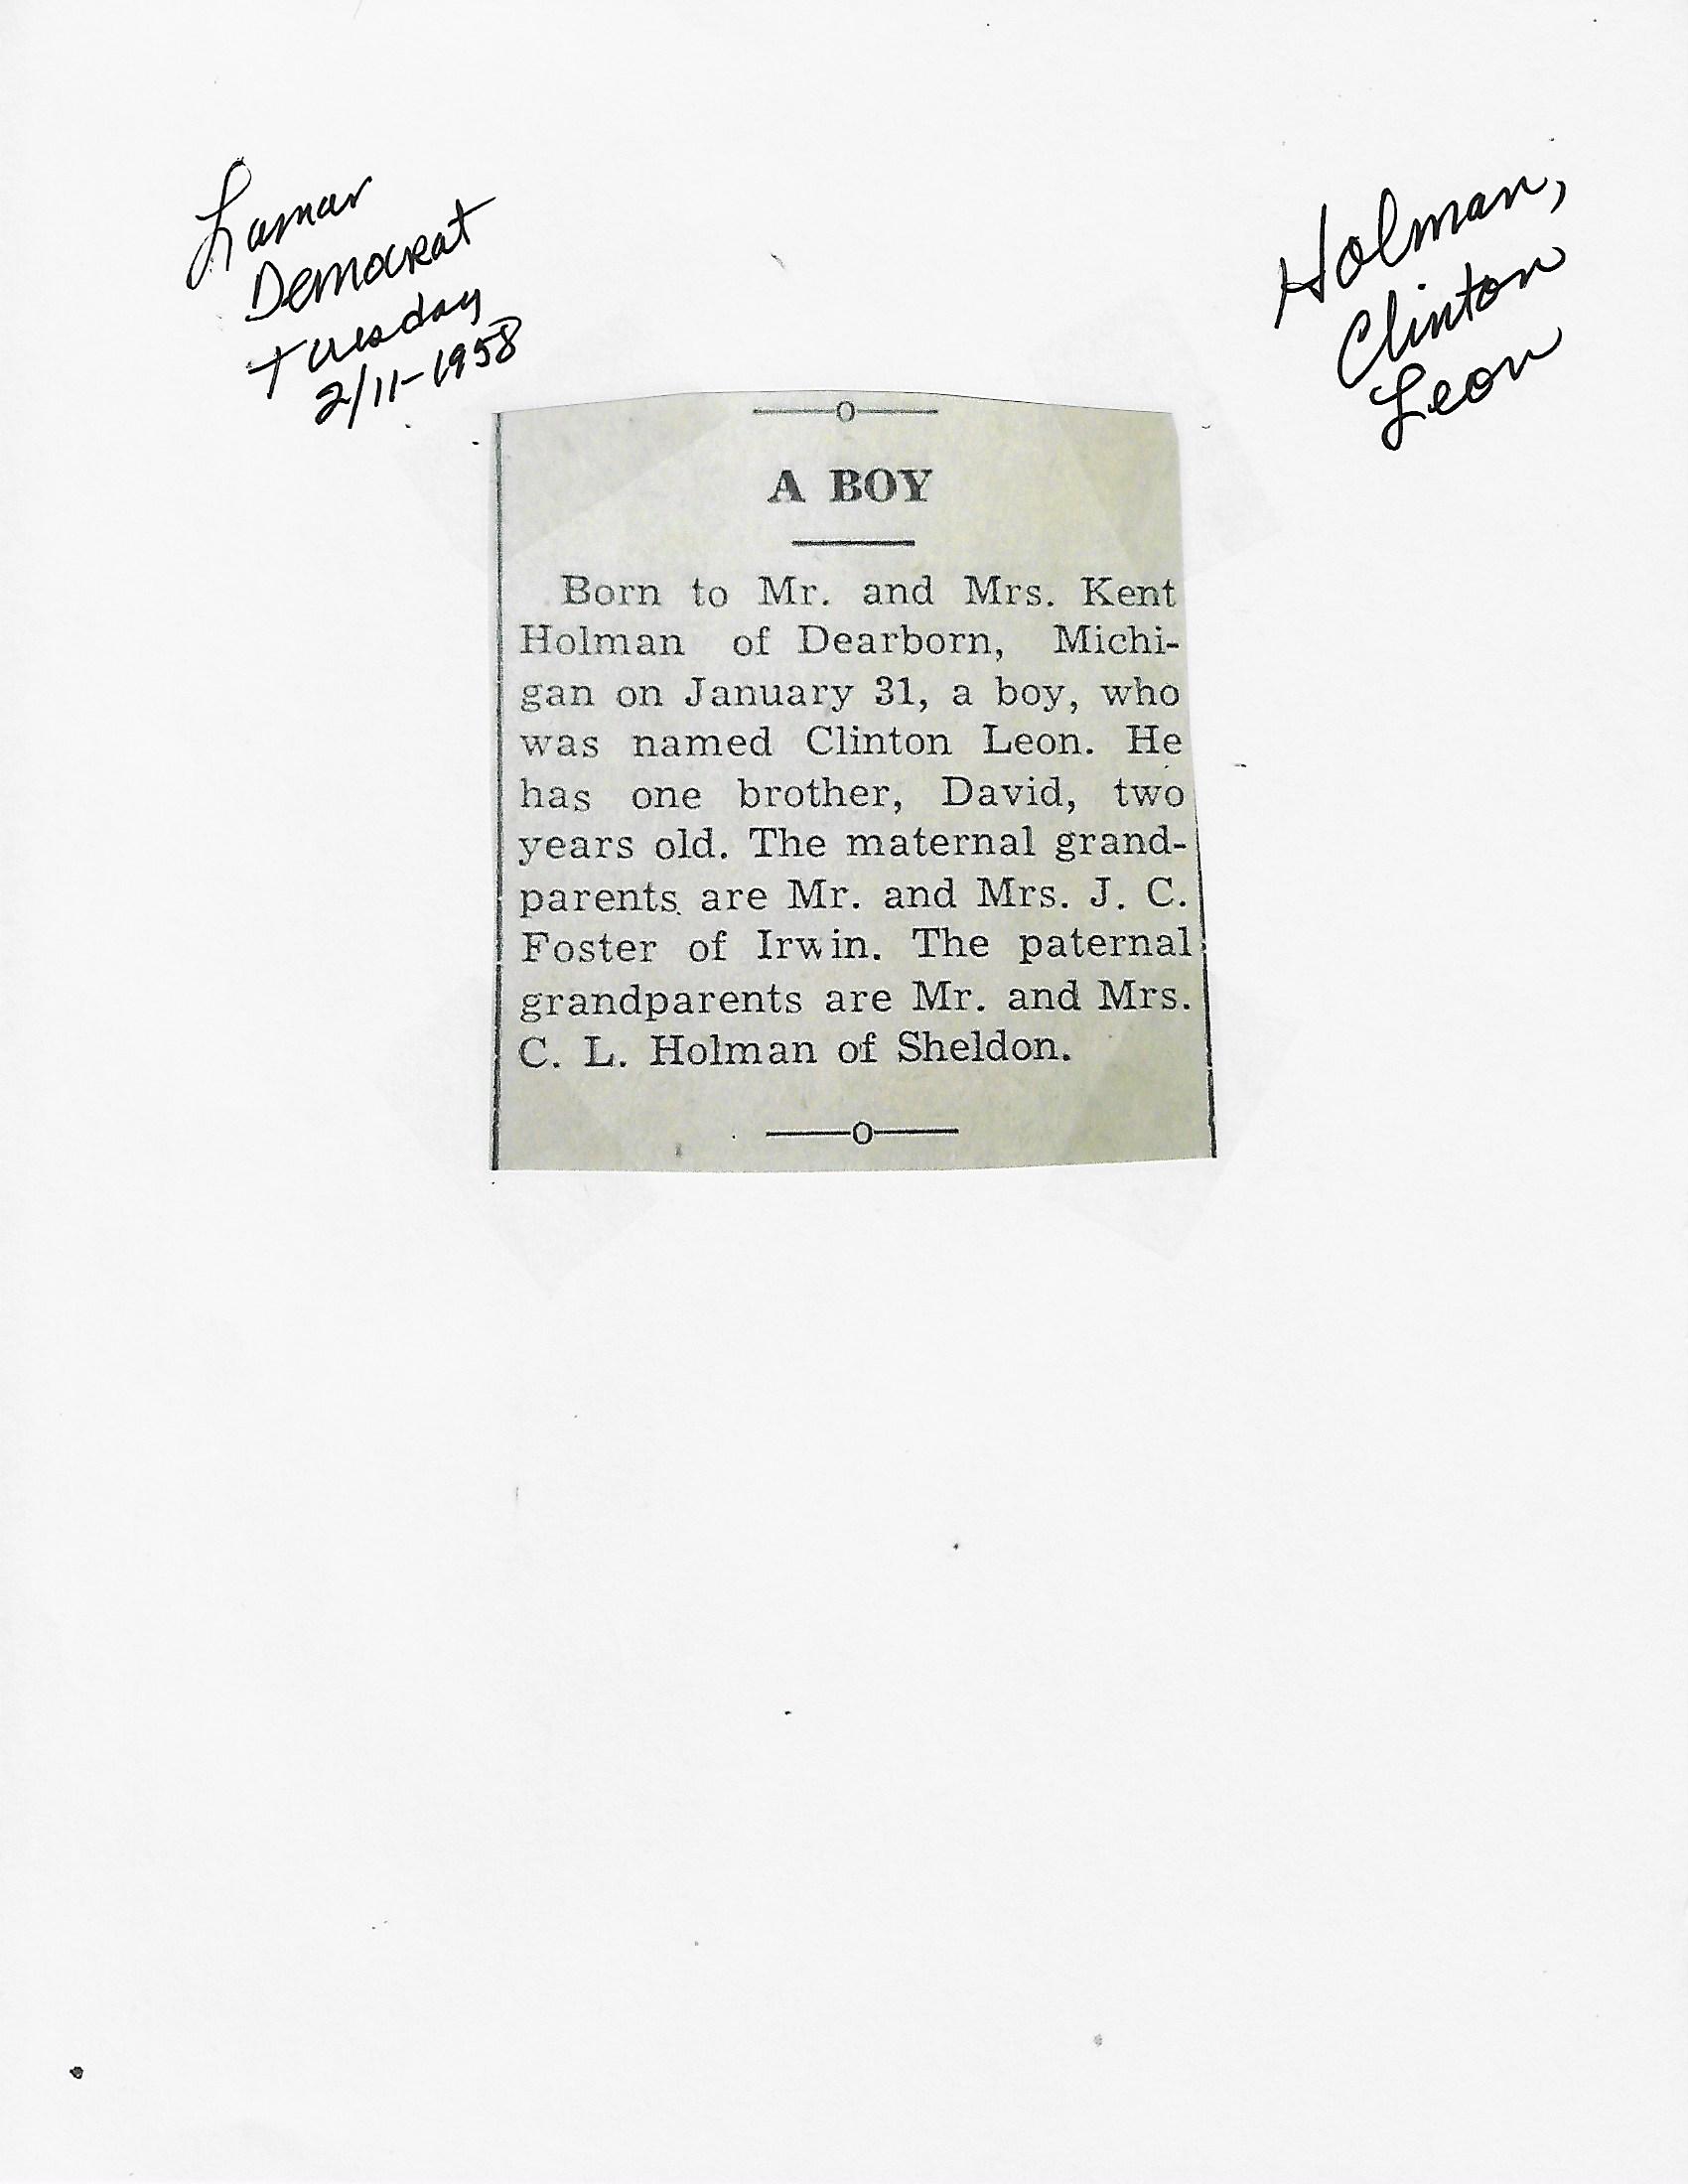 Lamar
Democrat
Tuesday
2/11-1958
Holman,
Clinton
Leon
A BOY
Born to Mr. and Mrs. Kent
Holman of Dearborn, Michi-
gan on January 31, a boy, who
was named Clinton Leon. He
has one brother, David, two
years old. The maternal grand-
parents are Mr. and Mrs. J. C.
Foster of Irwin. The paternal
grandparents are Mr. and Mrs.
C. L. Holman of Sheldon.